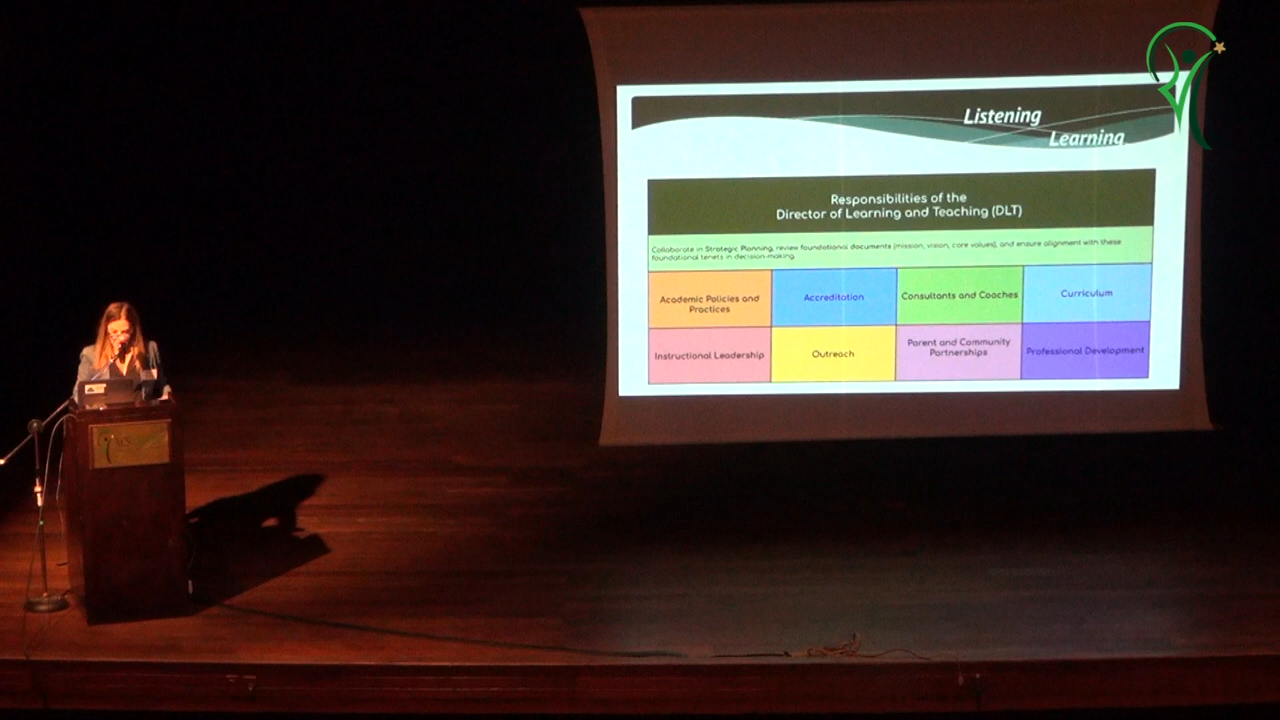 Listening
Learning
Responsibilities of the
Director of Learning and Teaching (DLT)
Collaborate in Strategic Planning, review foundational documents (mission, vision, core values), and ensure alignment with these
foundational tenets in decision-making.
Academic Policies and
Practices
Accreditation
Consultants and Coaches
Curriculum
Instructional Leadership
Outreach
Parent and Community
Partnerships
Professional Development